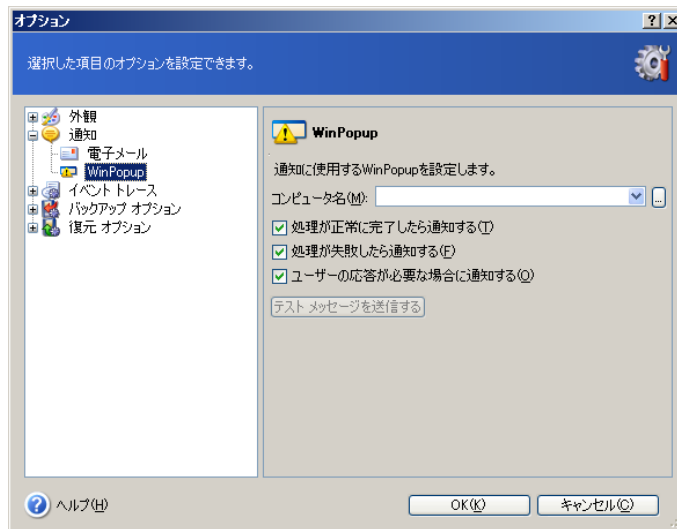 オプション
選択した項目のオプションを設定できます。
外観
通知
電子メール
WinPopup
イベント トレース
バックアップ オプション
復元 オプション
WinPopup
通知に使用するWinPopupを設定します。
コンピュータ名(M):
...
処理が正常に完了したら通知する(T)
処理が失敗したら通知する(F)
ユーザーの応答が必要な場合に通知する(O)
テスト メッセージを送信する
ヘルプ(H)
OK(K)
キャンセル(C)